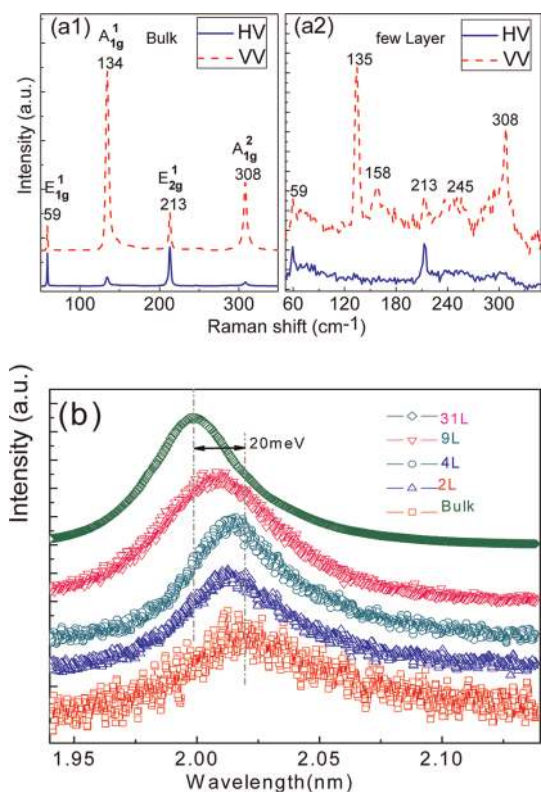 (a1)
A₁g¹
Bulk
HV
VV
134
E₁g¹
59
E₂g¹
213
A₁g²
308
Intensity (a.u.)
100
200
300
(a2)
few Layer
HV
VV
135
59
158
213
245
308
60
120
180
240
300
Raman shift (cm⁻¹)
(b)
Intensity (a.u.)
20meV
31L
9L
4L
2L
Bulk
1.95
2.00
2.05
2.10
Wavelength(nm)